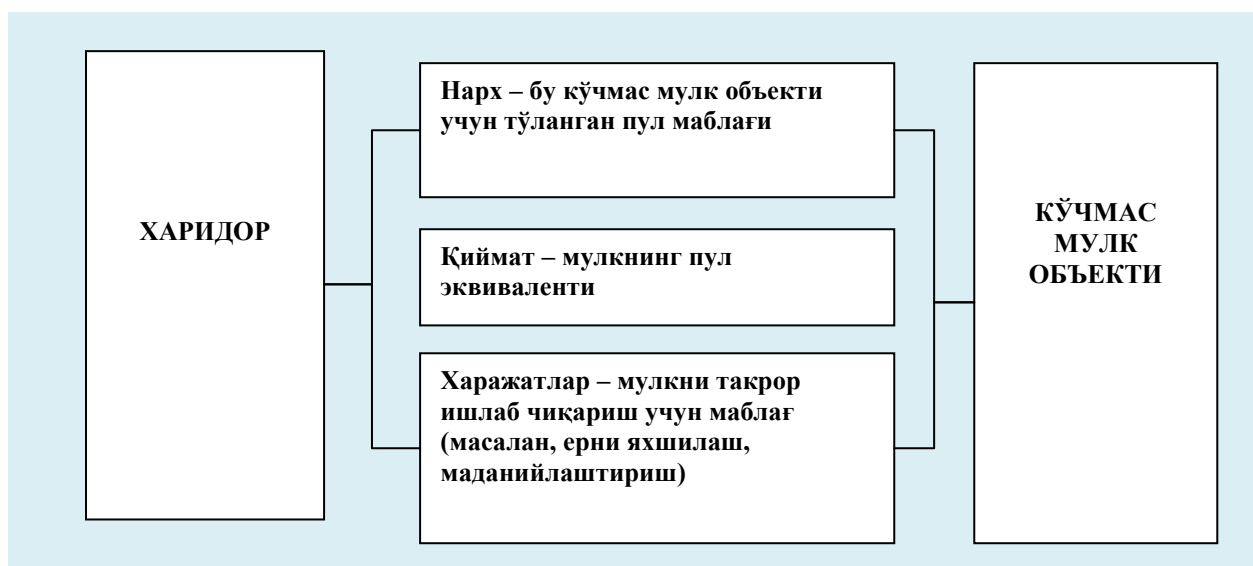 ХАРИДОР
Нарх – бу кўчмас мулк объекти
учун тўланган пул маблағи
Қиймат – мулкнинг пул
эквиваленти
Харажатлар – мулкни такрор
ишлаб чиқариш учун маблағ
(масалан, ерни яхшилаш,
маданийлаштириш)
КЎЧМАС
МУЛК
ОБЪЕКТИ